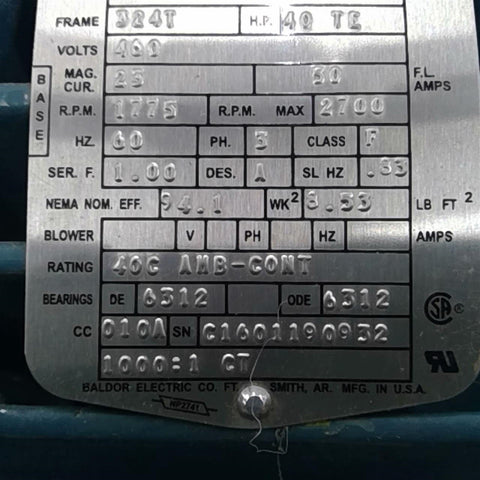 FRAME 324T H.P. 40 TE
VOLTS 460
BASE
MAG. CUR. 23 50 F.L. AMPS
R.P.M. 1775 R.P.M. MAX 2700
HZ. 60 PH. 3 CLASS F
SER. F. 1.00 DES. A SL HZ .83
NEMA NOM. EFF. 94.1 WK² 8.53 LB FT²
BLOWER V PH HZ AMPS
RATING 40C AMB-CONT
BEARINGS DE 6312 ODE 6312
CC 010A SN C1601190932
1000:1 CT
BALDOR ELECTRIC CO. FT. SMITH, AR. MFG. IN U.S.A.
NP2741